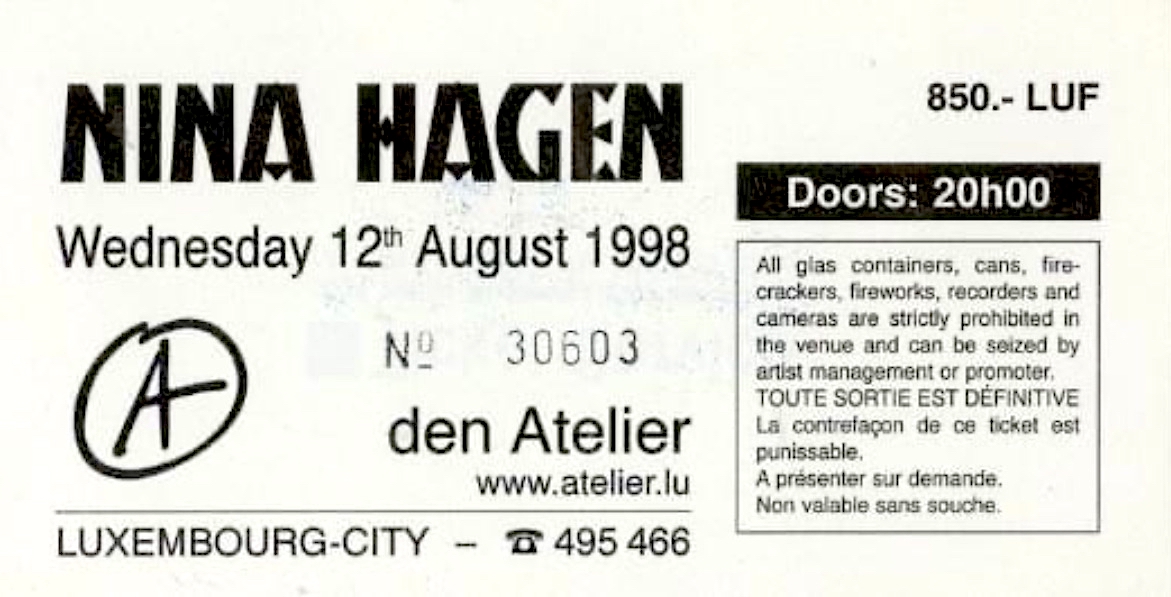 NINA HAGEN
Wednesday 12th August 1998
Nº 30603
A
den Atelier
www.atelier.lu
LUXEMBOURG-CITY – ☎ 495 466
850.- LUF
Doors: 20h00
All glas containers, cans, fire-
crackers, fireworks, recorders and
cameras are strictly prohibited in
the venue and can be seized by
artist management or promoter.
TOUTE SORTIE EST DÉFINITIVE
La contrefaçon de ce ticket est
punissable.
A présenter sur demande.
Non valable sans souche.